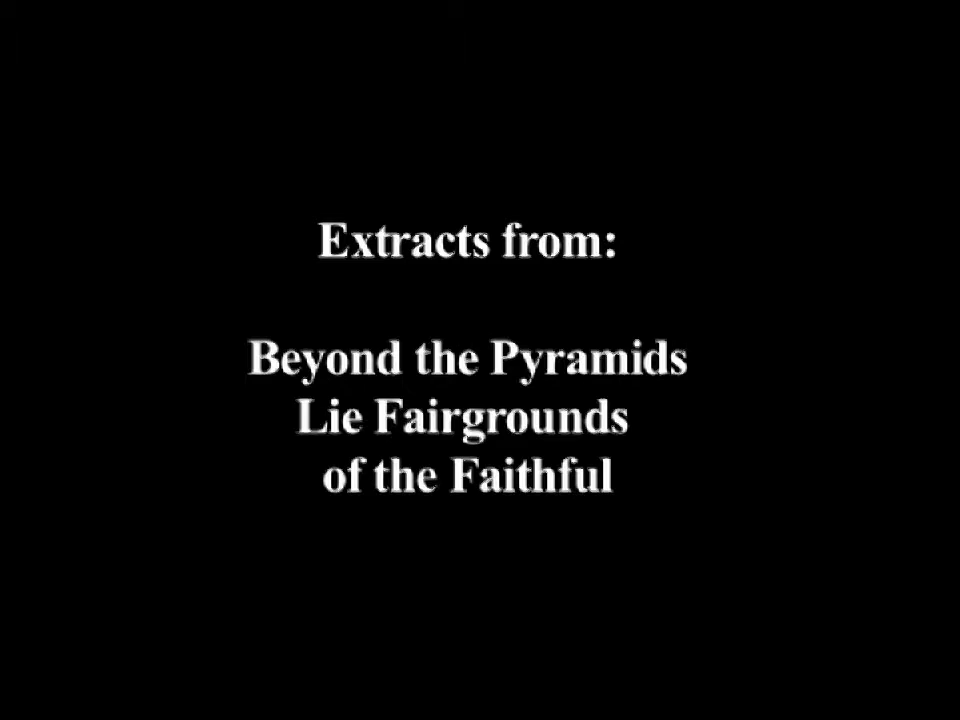 Extracts from:
Beyond the Pyramids
Lie Fairgrounds
of the Faithful